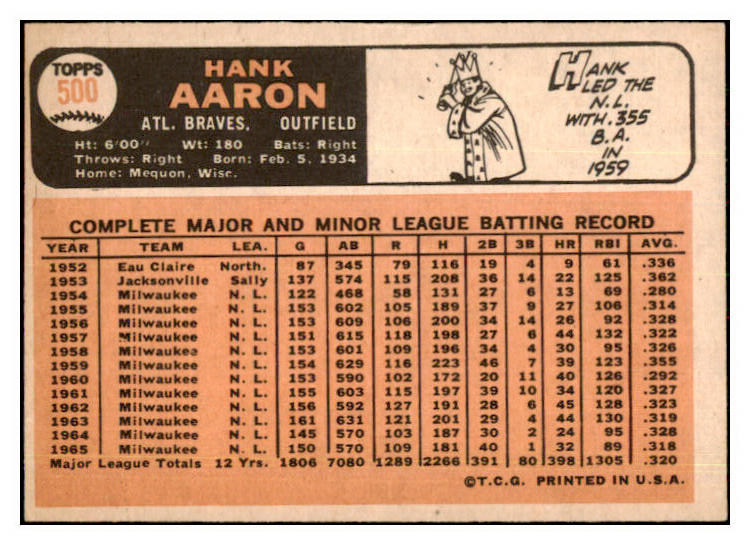 TOPPS
500
HANK
AARON
ATL. BRAVES, OUTFIELD
Ht: 6'00" Wt: 180 Bats: Right
Throws: Right Born: Feb. 5, 1934
Home: Mequon, Wisc.
HANK
LED THE
N.L.
WITH .355
B.A.
IN
1959
COMPLETE MAJOR AND MINOR LEAGUE BATTING RECORD
YEAR TEAM LEA. G AB R H 2B 3B HR RBI AVG.
1952 Eau Claire North. 87 345 79 116 19 4 9 61 .336
1953 Jacksonville Sally 137 574 115 208 36 14 22 125 .362
1954 Milwaukee N. L. 122 468 58 131 27 6 13 69 .280
1955 Milwaukee N. L. 153 602 105 189 37 9 27 106 .314
1956 Milwaukee N. L. 153 609 106 200 34 14 26 92 .328
1957 Milwaukee N. L. 151 615 118 198 27 6 44 132 .322
1958 Milwaukee N. L. 153 601 109 196 34 4 30 95 .326
1959 Milwaukee N. L. 154 629 116 223 46 7 39 123 .355
1960 Milwaukee N. L. 153 590 102 172 20 11 40 126 .292
1961 Milwaukee N. L. 155 603 115 197 39 10 34 120 .327
1962 Milwaukee N. L. 156 592 127 191 28 6 45 128 .323
1963 Milwaukee N. L. 161 631 121 201 29 4 44 130 .319
1964 Milwaukee N. L. 145 570 103 187 30 2 24 95 .328
1965 Milwaukee N. L. 150 570 109 181 40 1 32 89 .318
Major League Totals 12 Yrs. 1806 7080 1289 2266 391 80 398 1305 .320
©T.C.G. PRINTED IN U.S.A.